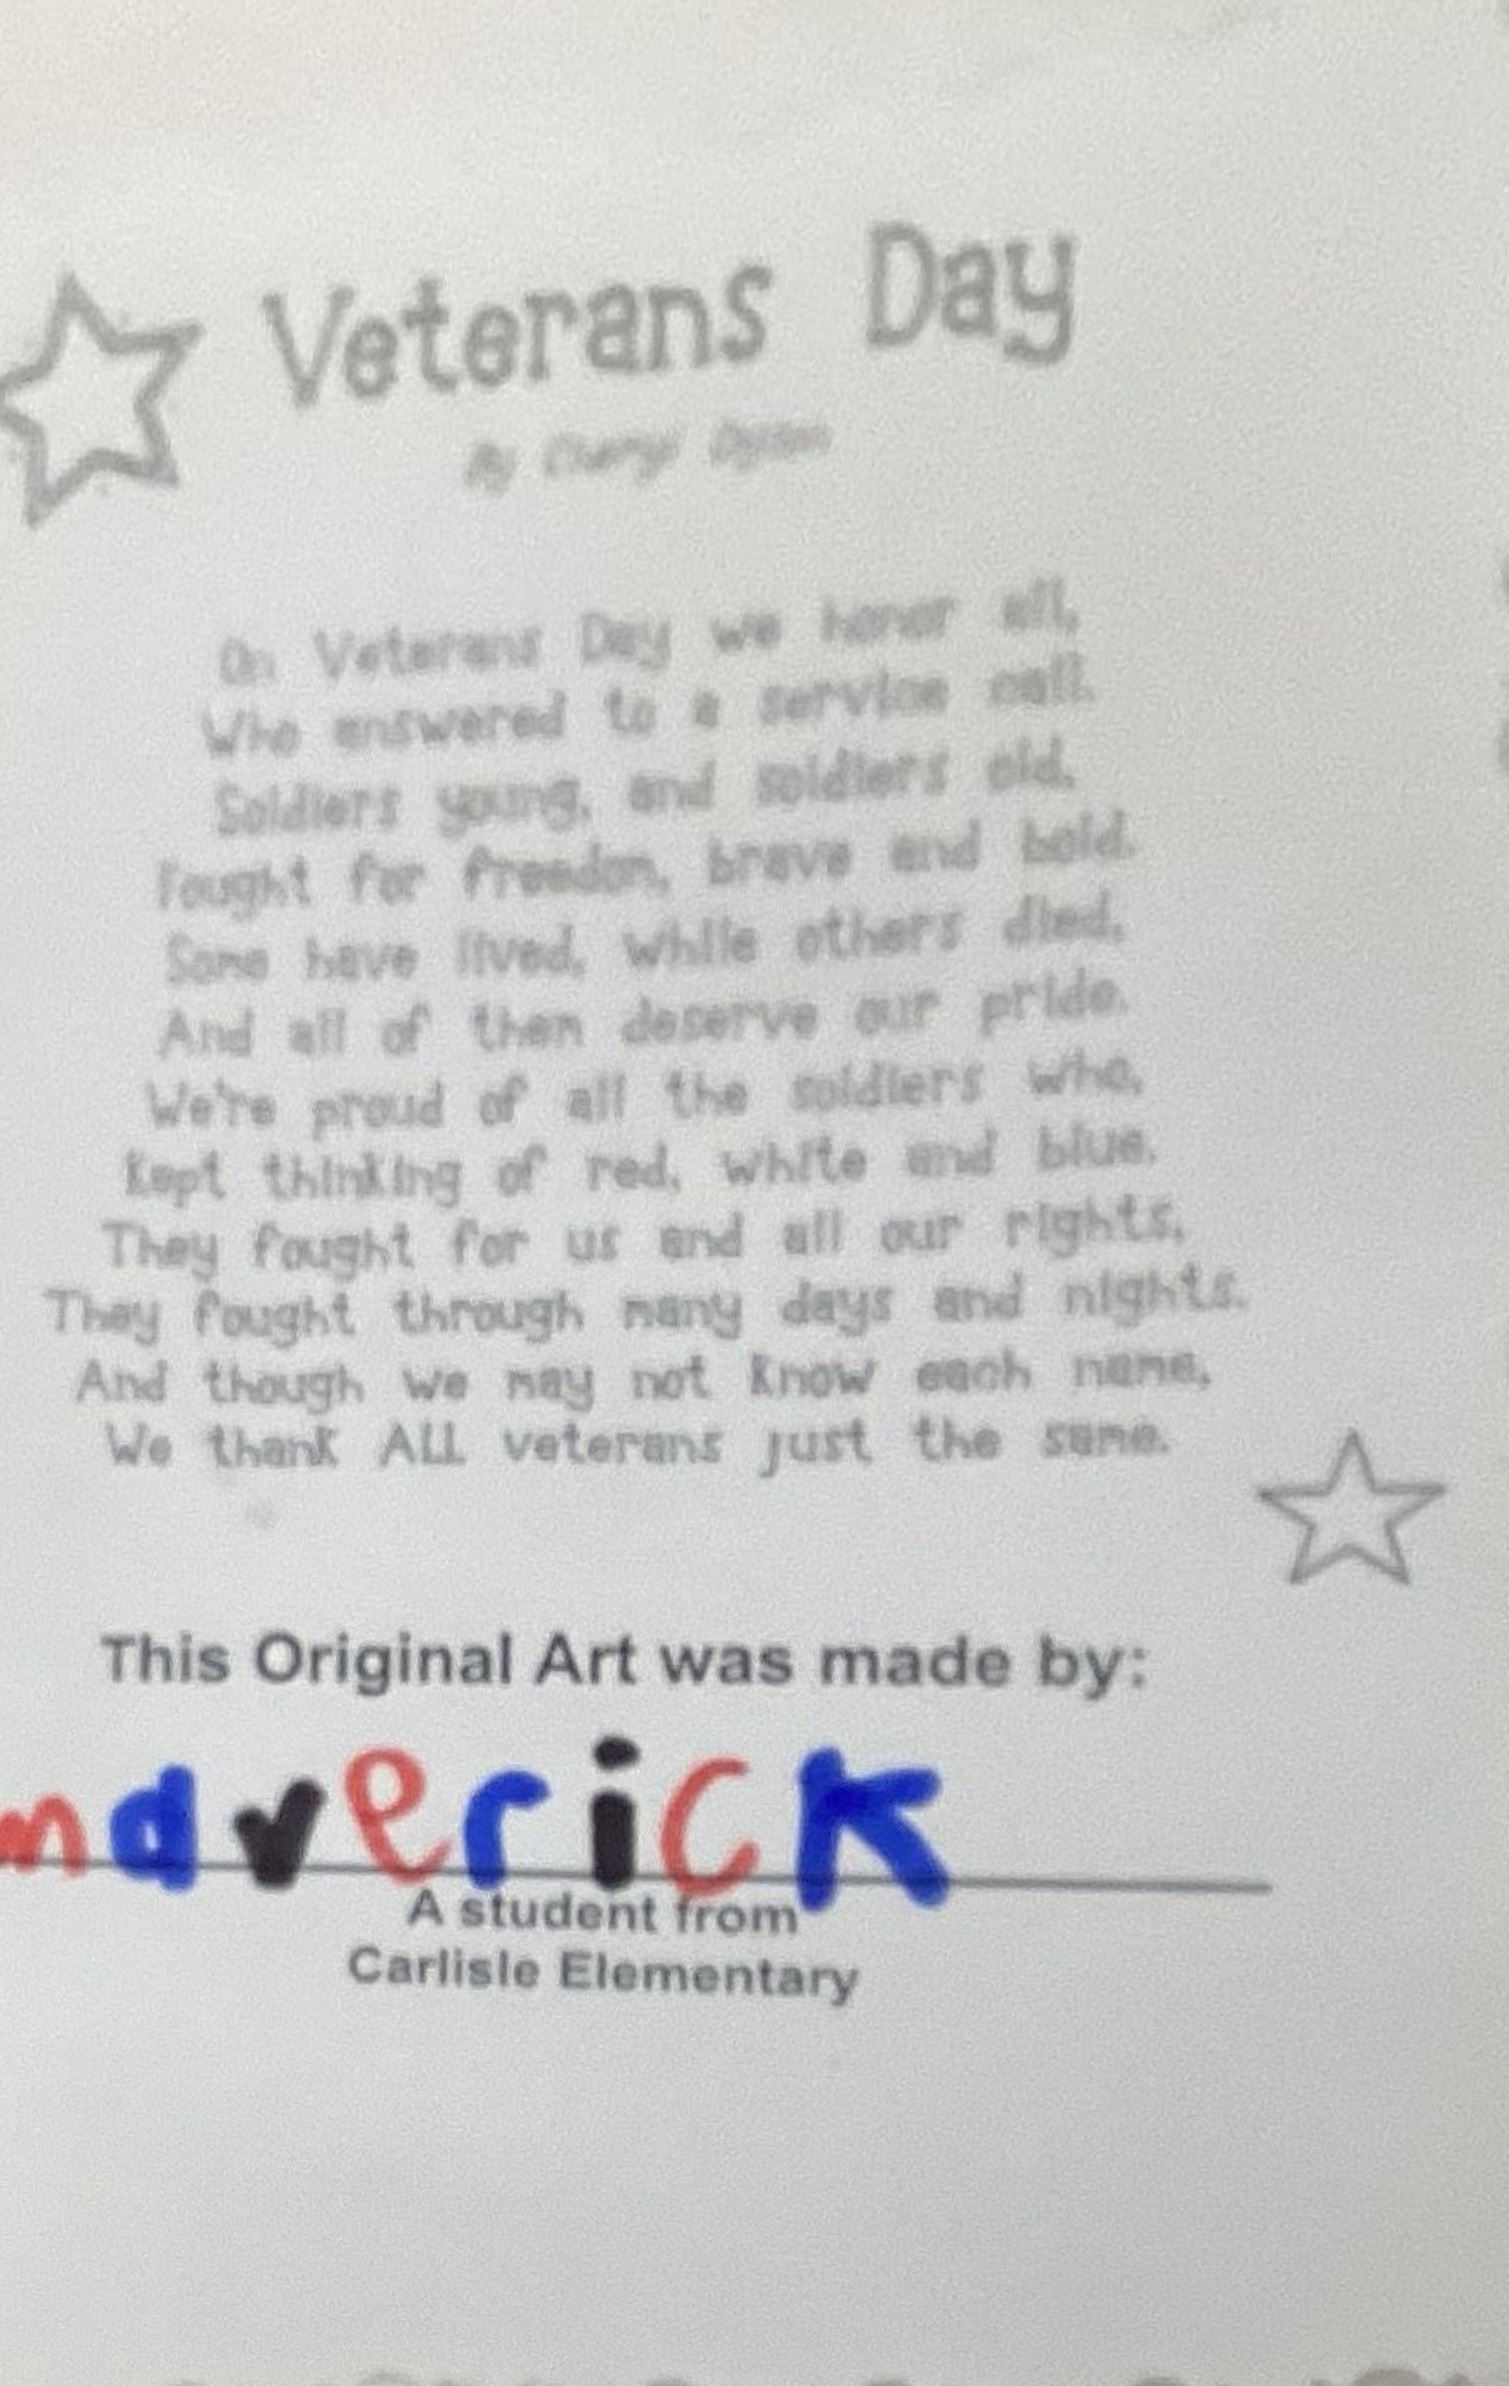 Veterans Day
By Cheryl Dyson
On Veterans Day we honor all,
Who answered to a service call.
Soldiers young, and soldiers old,
Fought for freedom, brave and bold.
Some have lived, while others died,
And all of them deserve our pride.
We're proud of all the soldiers who,
Kept thinking of red, white and blue.
They fought for us and all our rights,
They fought through many days and nights.
And though we may not know each name,
We thank ALL veterans just the same.
This Original Art was made by:
maverick
A student from
Carlisle Elementary